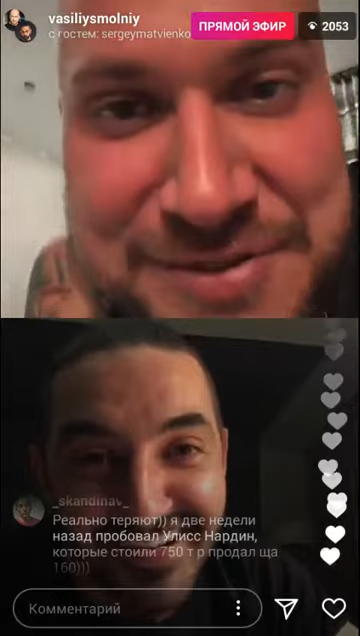 vasiliysmolniy
с гостем: sergeymatvienko
ПРЯМОЙ ЭФИР
2053
_skandinav_
Реально теряют)) я две недели
назад пробовал Улисс Нардин,
которые стоили 750 т р продал ща
160)))
Комментарий